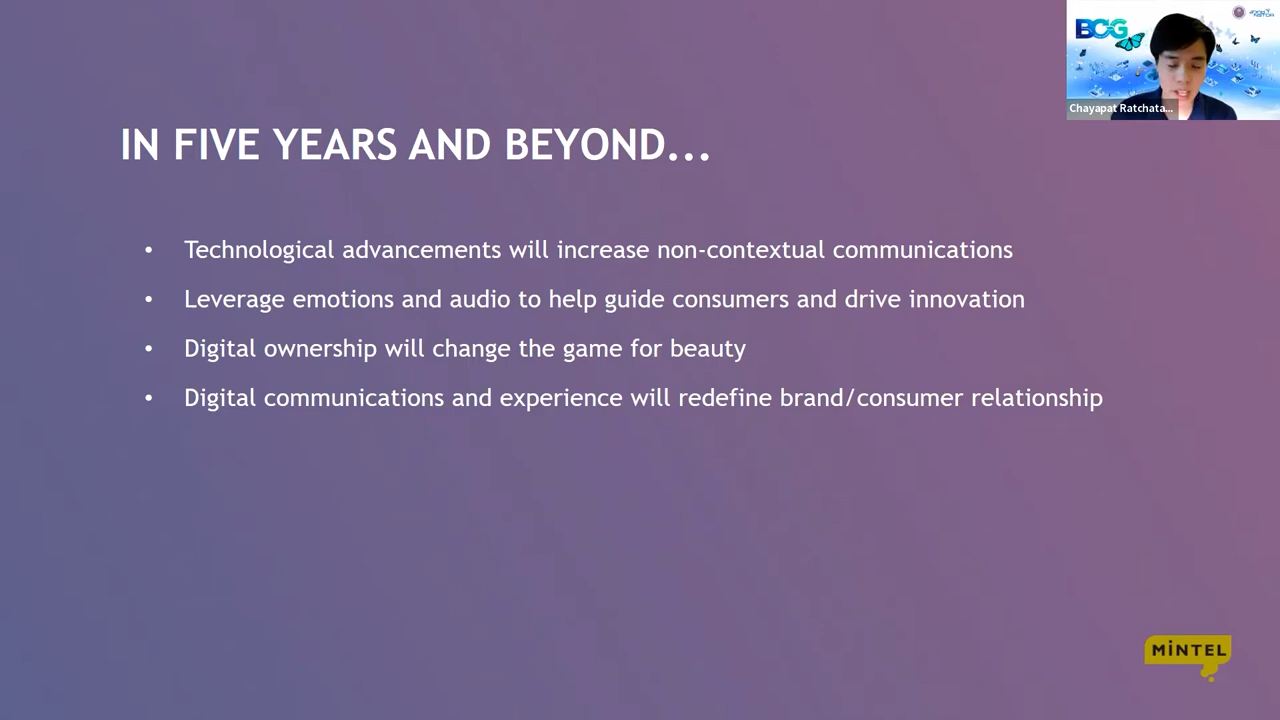 BCG
Chayapat Ratchata...
IN FIVE YEARS AND BEYOND...
• Technological advancements will increase non-contextual communications
• Leverage emotions and audio to help guide consumers and drive innovation
• Digital ownership will change the game for beauty
• Digital communications and experience will redefine brand/consumer relationship
MiNTEL